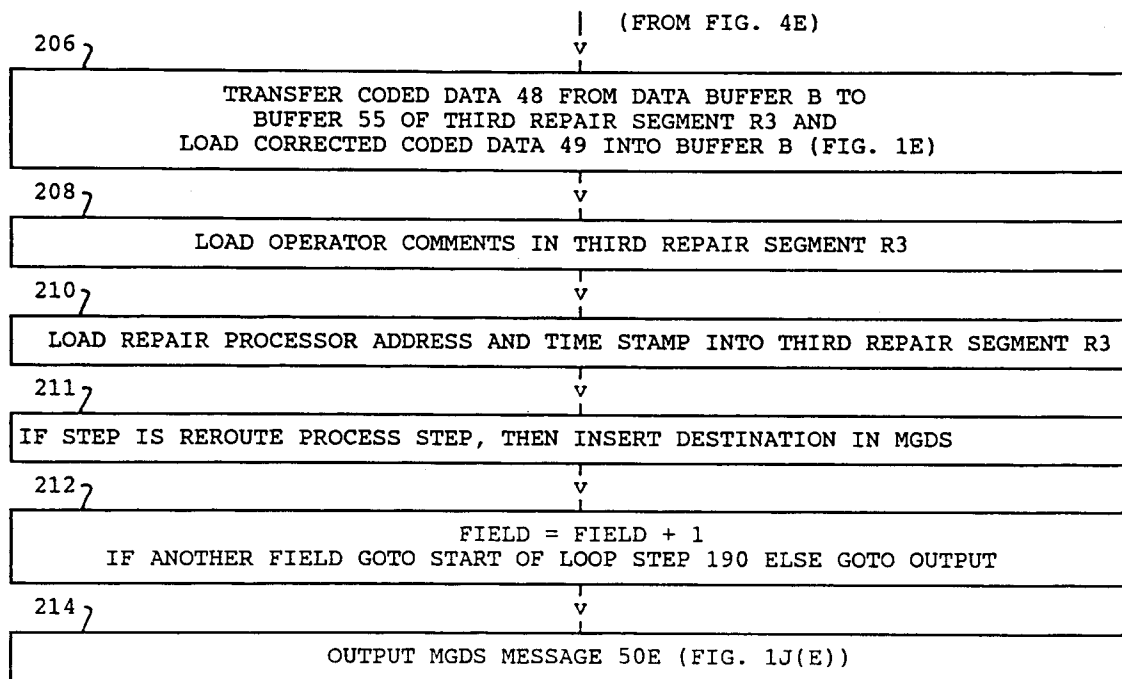 (FROM FIG. 4E)
206
TRANSFER CODED DATA 48 FROM DATA BUFFER B TO
BUFFER 55 OF THIRD REPAIR SEGMENT R3 AND
LOAD CORRECTED CODED DATA 49 INTO BUFFER B (FIG. 1E)
208
LOAD OPERATOR COMMENTS IN THIRD REPAIR SEGMENT R3
210
LOAD REPAIR PROCESSOR ADDRESS AND TIME STAMP INTO THIRD REPAIR SEGMENT R3
211
IF STEP IS REROUTE PROCESS STEP, THEN INSERT DESTINATION IN MGDS
212
FIELD = FIELD + 1
IF ANOTHER FIELD GOTO START OF LOOP STEP 190 ELSE GOTO OUTPUT
214
OUTPUT MGDS MESSAGE 50E (FIG. 1J(E))